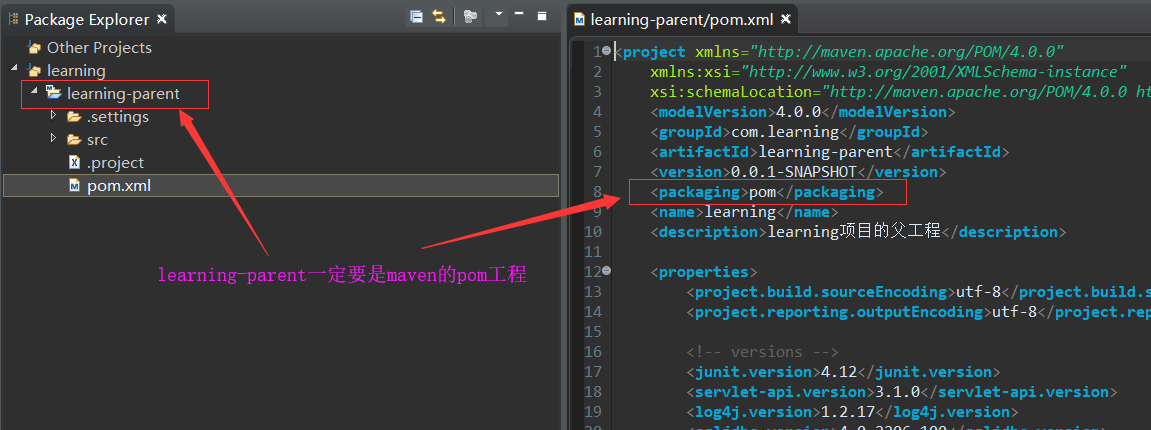 Package Explorer
Other Projects
learning
learning-parent
.settings
src
.project
pom.xml
learning-parent一定要是maven的pom工程
learning-parent/pom.xml
1 <project xmlns="http://maven.apache.org/POM/4.0.0"
2 xmlns:xsi="http://www.w3.org/2001/XMLSchema-instance"
3 xsi:schemaLocation="http://maven.apache.org/POM/4.0.0 ht
4 <modelVersion>4.0.0</modelVersion>
5 <groupId>com.learning</groupId>
6 <artifactId>learning-parent</artifactId>
7 <version>0.0.1-SNAPSHOT</version>
8 <packaging>pom</packaging>
9 <name>learning</name>
10 <description>learning项目的父工程</description>
11
12 <properties>
13 <project.build.sourceEncoding>utf-8</project.build.s
14 <project.reporting.outputEncoding>utf-8</project.rep
15
16 <!-- versions -->
17 <junit.version>4.12</junit.version>
18 <servlet-api.version>3.1.0</servlet-api.version>
19 <log4j.version>1.2.17</log4j.version>